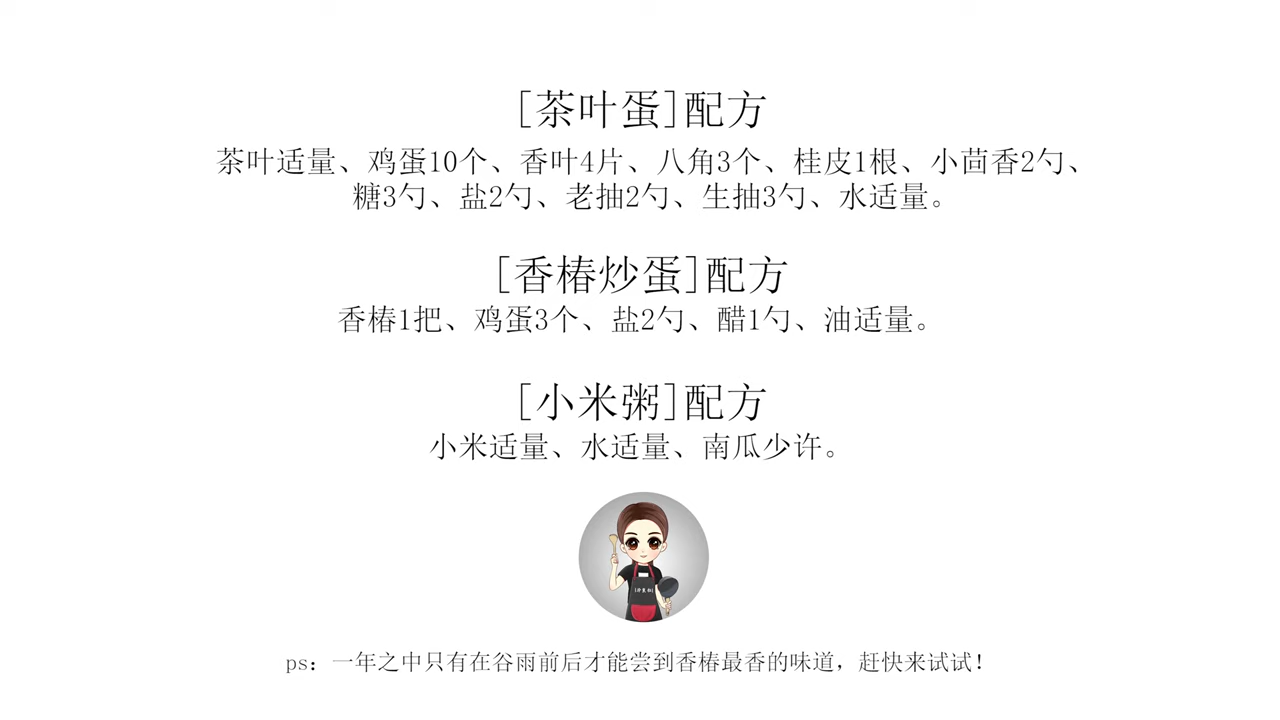 [茶叶蛋]配方
茶叶适量、鸡蛋10个、香叶4片、八角3个、桂皮1根、小茴香2勺、
糖3勺、盐2勺、老抽2勺、生抽3勺、水适量。
[香椿炒蛋]配方
香椿1把、鸡蛋3个、盐2勺、醋1勺、油适量。
[小米粥]配方
小米适量、水适量、南瓜少许。
ps：一年之中只有在谷雨前后才能尝到香椿最香的味道，赶快来试试！